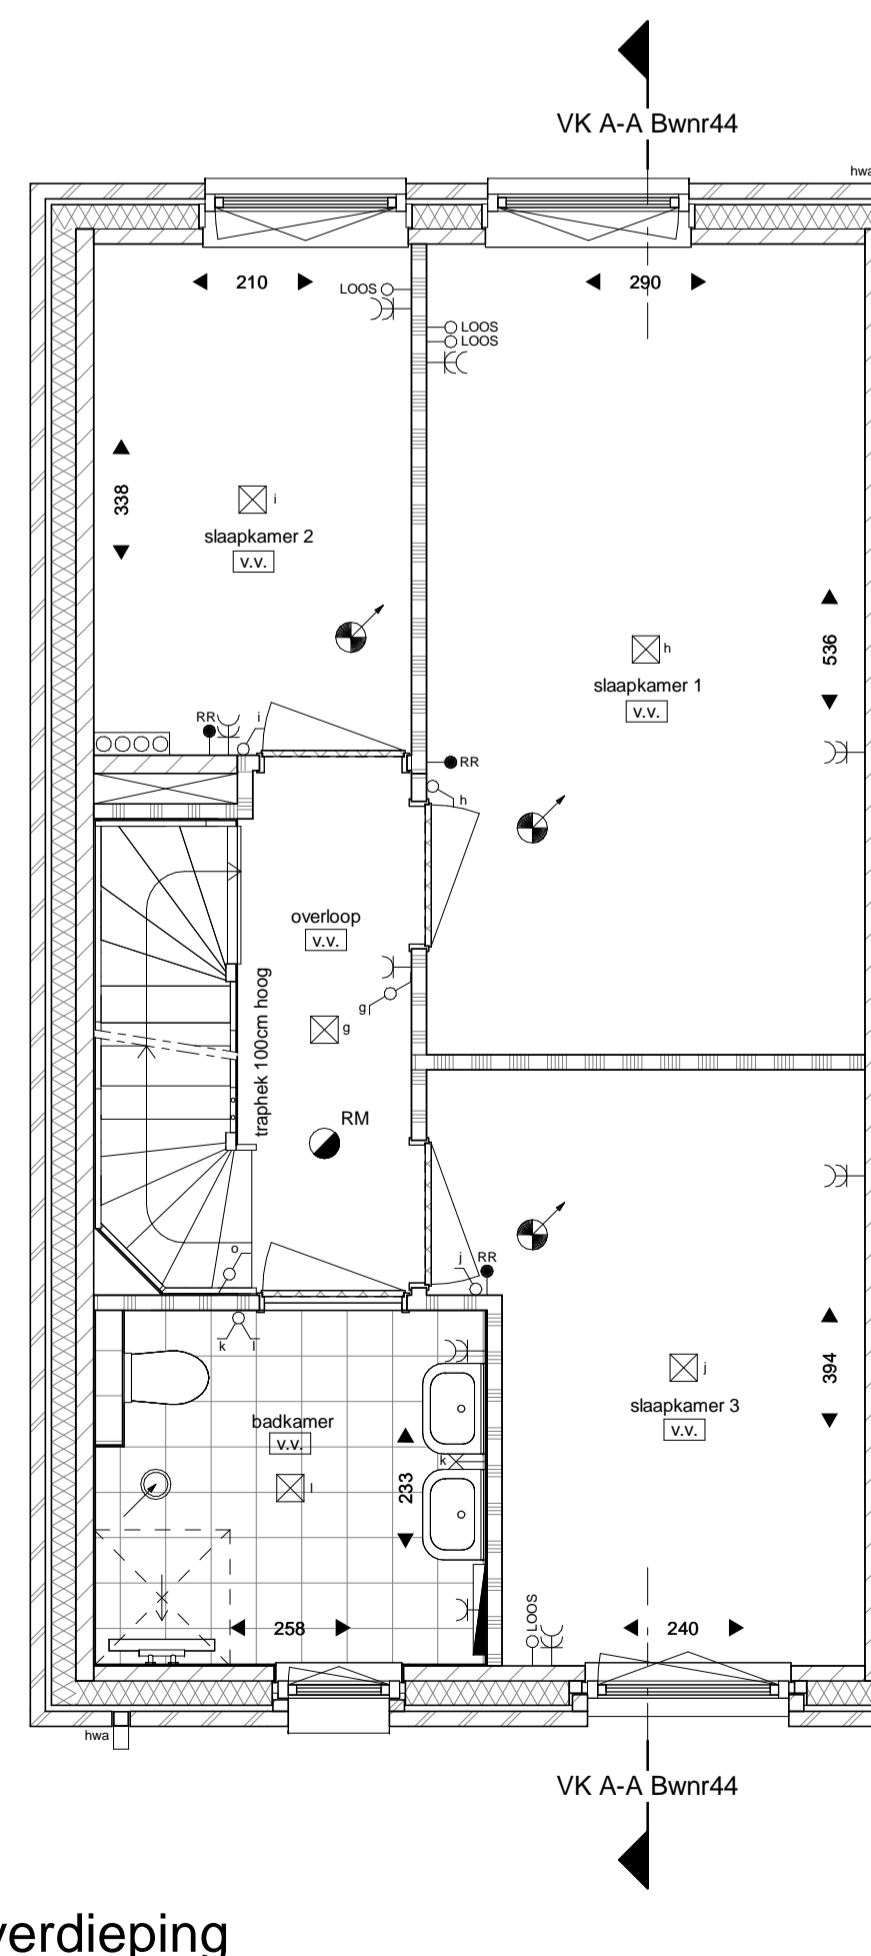 VK A-A Bwnr44
hwa
210
290
LOOS
LOOS
LOOS
338
i
slaapkamer 2
v.v.
536
h
slaapkamer 1
v.v.
RR
i
RR
h
overloop
v.v.
g
g
traphek 100cm hoog
RM
o
j
RR
k
l
j
394
slaapkamer 3
v.v.
badkamer
v.v.
k
233
l
LOOS
258
240
hwa
VK A-A Bwnr44
verdieping